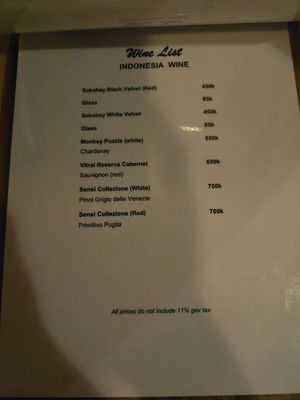 Wine List
INDONESIA WINE
Sababay Black Velvet (Red) 450k
Glass 85k
Sababay White Velvet 450k
Glass 85k
Monkey Puzzle (white) 650k
Chardonay
Vitral Reserva Cabernet 650k
Sauvignon (red)
Sensi Collezione (White) 700k
Pinot Grigio delle Venezie
Sensi Collezione (Red) 700k
Primitivo Puglia
All prices do not include 11% gov tax